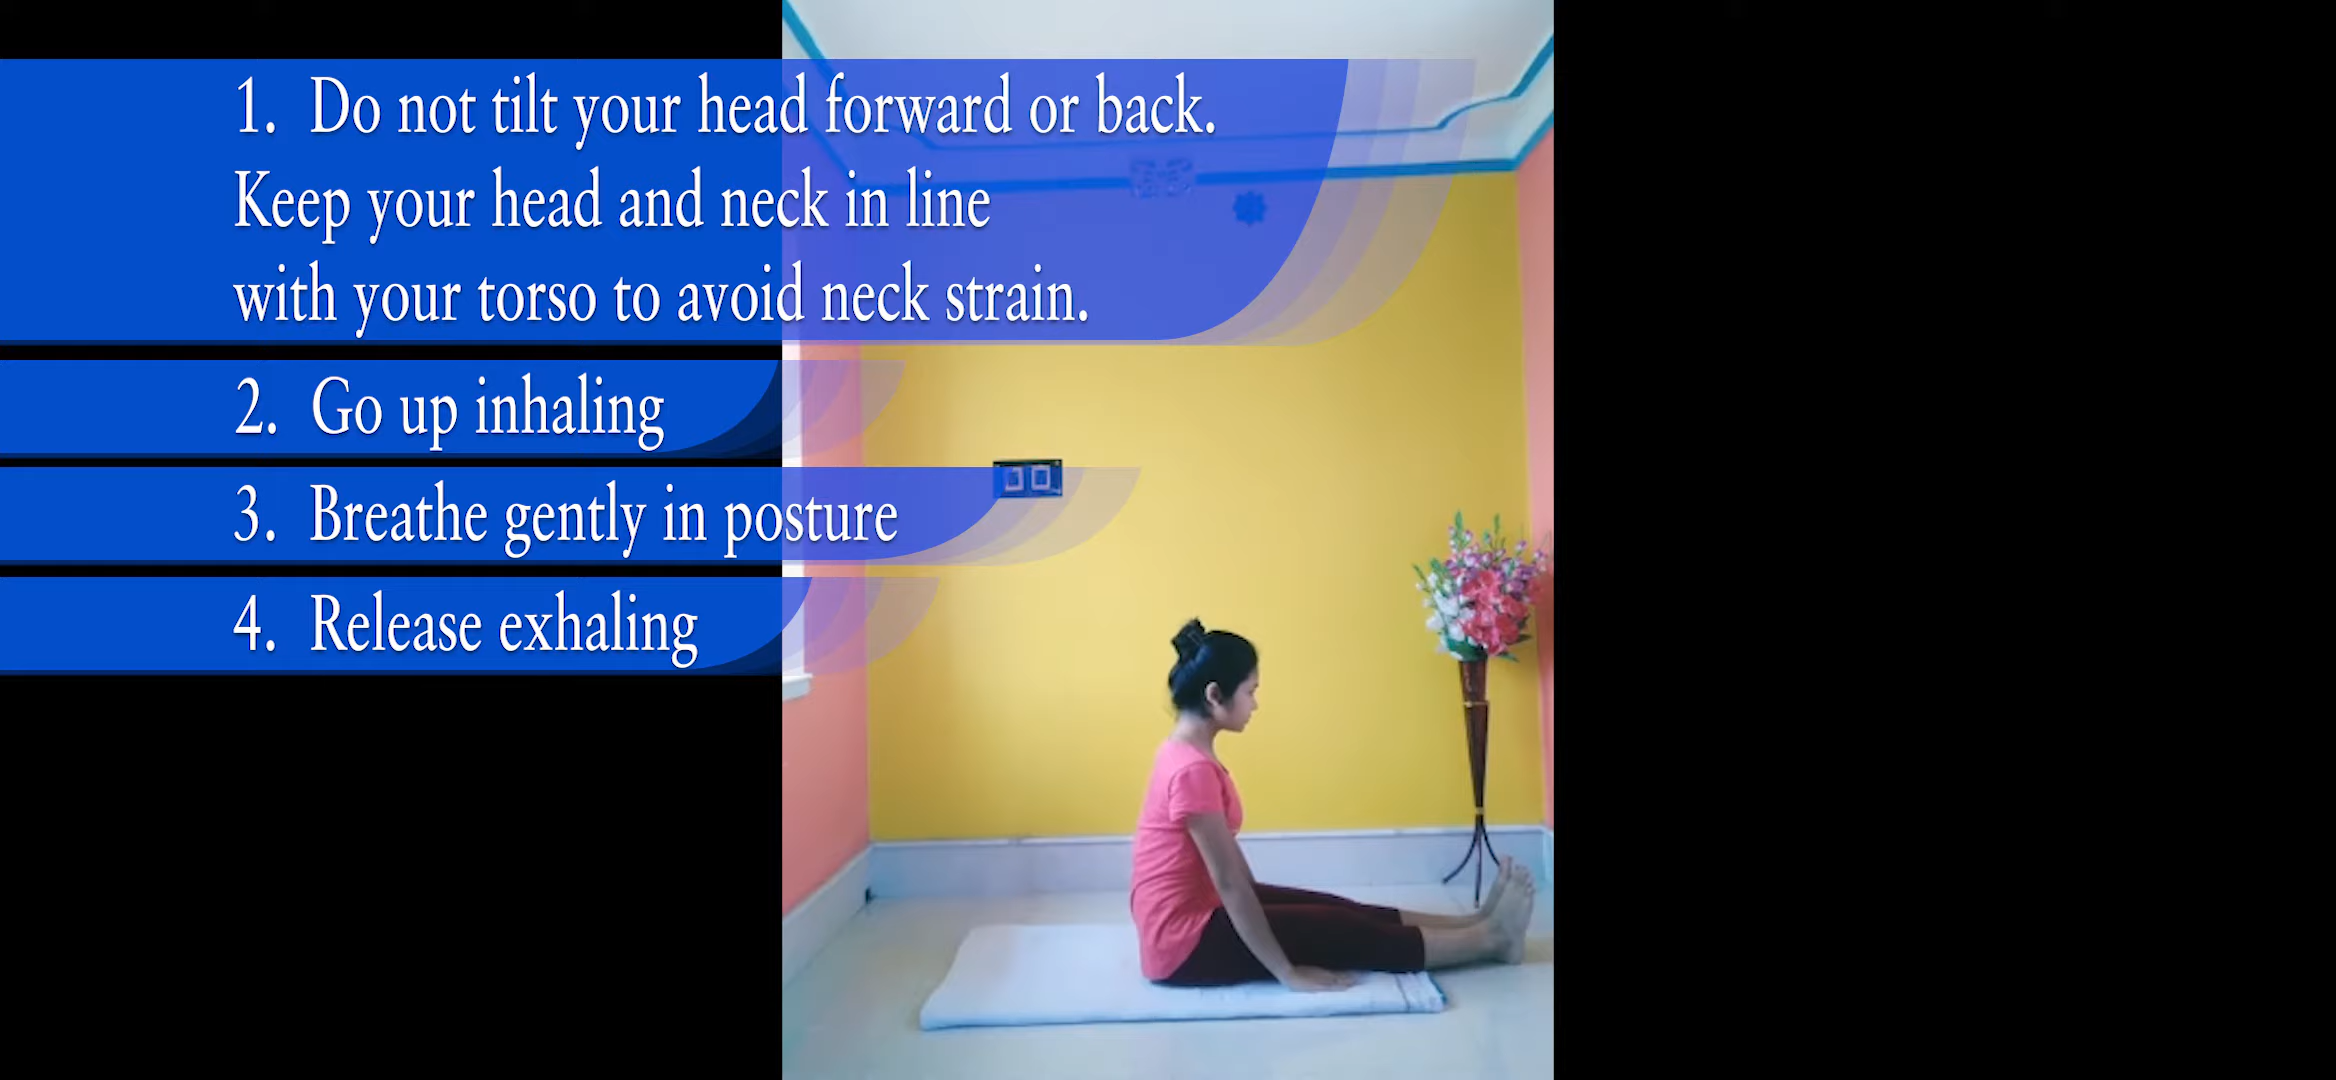 1. Do not tilt your head forward or back.
Keep your head and neck in line
with your torso to avoid neck strain.
2. Go up inhaling
3. Breathe gently in posture
4. Release exhaling